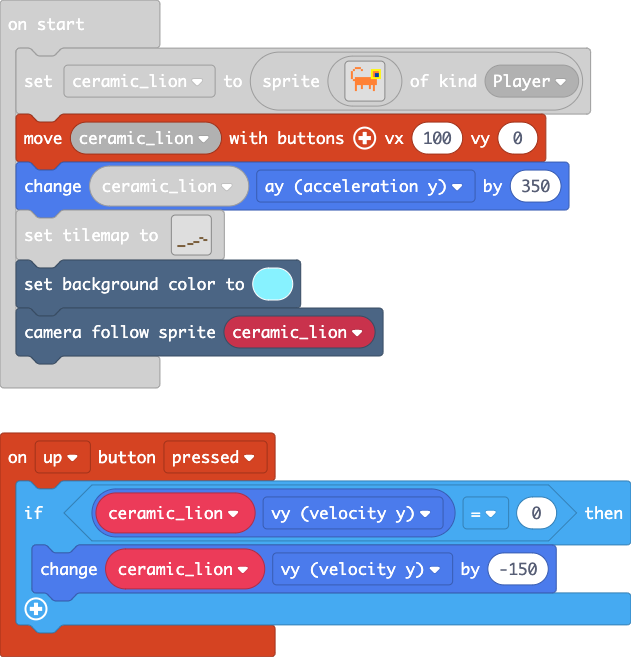 on start
set ceramic_lion to sprite of kind Player
move ceramic_lion with buttons vx 100 vy 0
change ceramic_lion ay (acceleration y) by 350
set tilemap to
set background color to
camera follow sprite ceramic_lion
on up button pressed
if ceramic_lion vy (velocity y) = 0 then
change ceramic_lion vy (velocity y) by -150